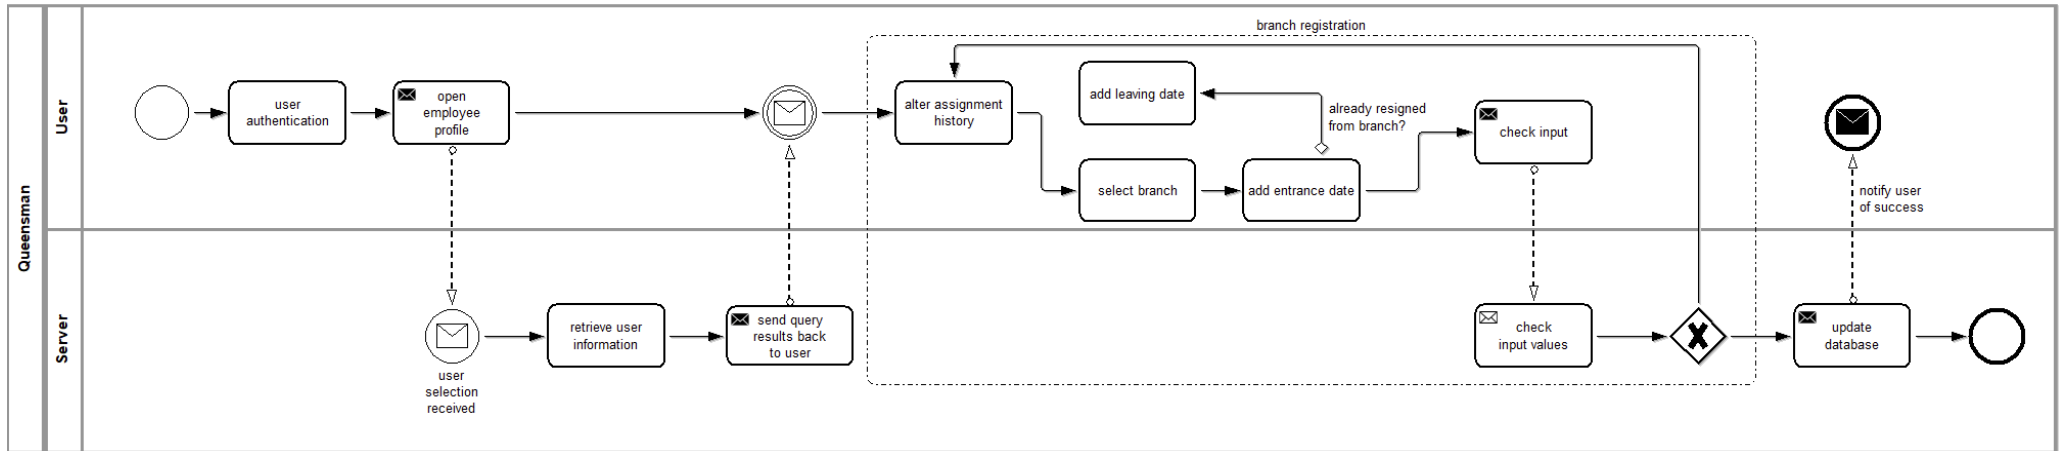 Queensman
User
Server
branch registration
user
authentication
open
employee
profile
alter assignment
history
add leaving date
already resigned
from branch?
select branch
add entrance date
check input
notify user
of success
user
selection
received
retrieve user
information
send query
results back
to user
check
input values
update
database